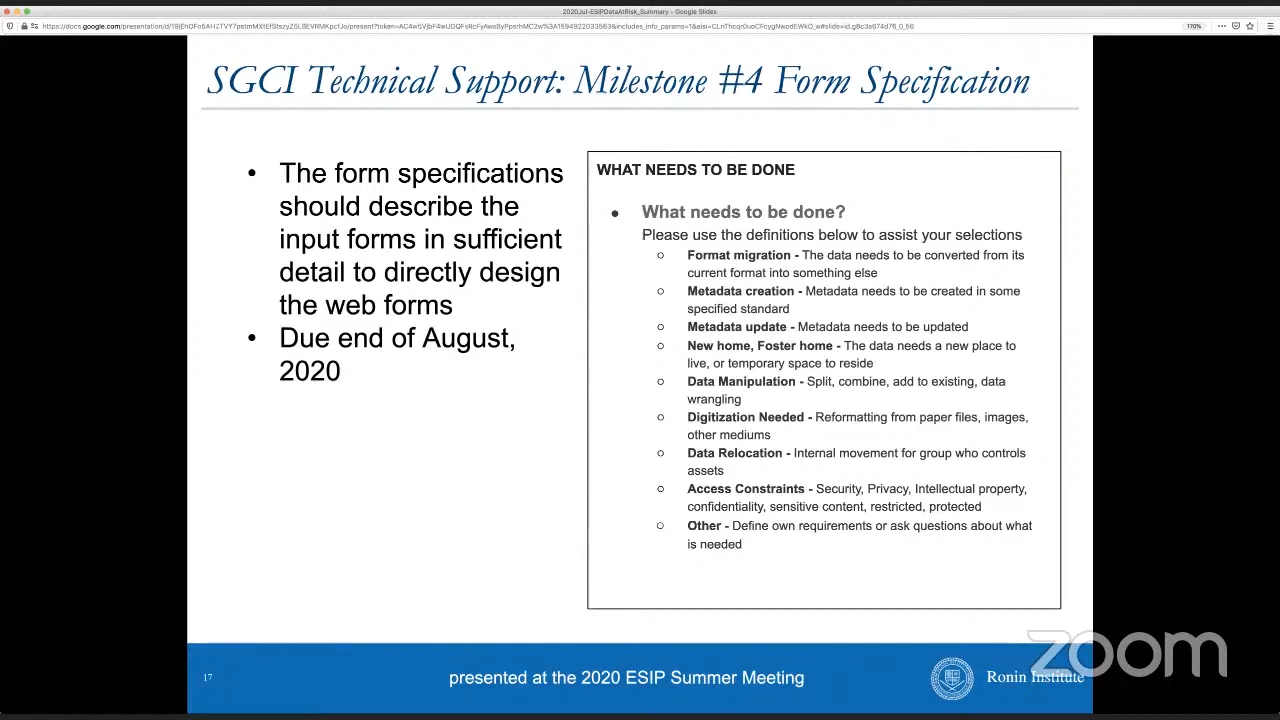 2020Jul-ESIPDataAtRisk_Summary - Google Slides
170%
SGCI Technical Support: Milestone #4 Form Specification
• The form specifications
should describe the
input forms in sufficient
detail to directly design
the web forms
• Due end of August,
2020
WHAT NEEDS TO BE DONE
• What needs to be done?
Please use the definitions below to assist your selections
○ Format migration - The data needs to be converted from its
current format into something else
○ Metadata creation - Metadata needs to be created in some
specified standard
○ Metadata update - Metadata needs to be updated
○ New home, Foster home - The data needs a new place to
live, or temporary space to reside
○ Data Manipulation - Split, combine, add to existing, data
wrangling
○ Digitization Needed - Reformatting from paper files, images,
other mediums
○ Data Relocation - Internal movement for group who controls
assets
○ Access Constraints - Security, Privacy, Intellectual property,
confidentiality, sensitive content, restricted, protected
○ Other - Define own requirements or ask questions about what
is needed
17
presented at the 2020 ESIP Summer Meeting
Ronin Institute
zoom